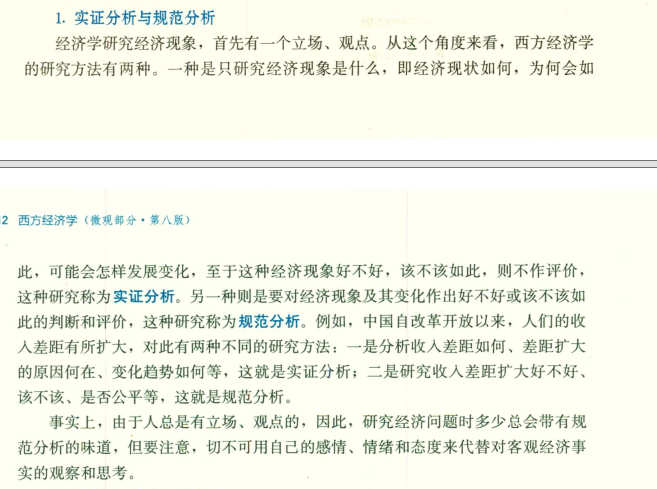 1. 实证分析与规范分析
经济学研究经济现象，首先有一个立场、观点。从这个角度来看，西方经济学
的研究方法有两种。一种是只研究经济现象是什么，即经济现状如何，为何会如
2 西方经济学（微观部分·第八版）
此，可能会怎样发展变化，至于这种经济现象好不好，该不该如此，则不作评价，
这种研究称为实证分析。另一种则是要对经济现象及其变化作出好不好或该不该如
此的判断和评价，这种研究称为规范分析。例如，中国自改革开放以来，人们的收
入差距有所扩大，对此有两种不同的研究方法：一是分析收入差距如何、差距扩大
的原因何在、变化趋势如何等，这就是实证分析；二是研究收入差距扩大好不好、
该不该、是否公平等，这就是规范分析。
事实上，由于人总是有立场、观点的，因此，研究经济问题时多少总会带有规
范分析的味道，但要注意，切不可用自己的感情、情绪和态度来代替对客观经济事
实的观察和思考。